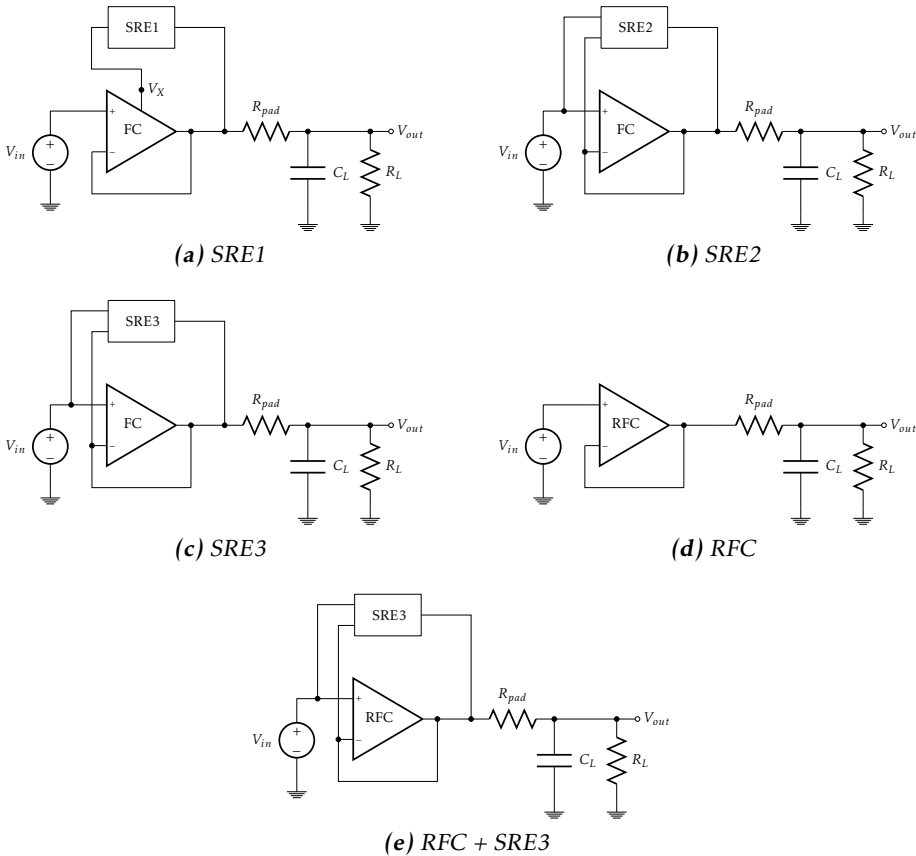 SRE1
V_X
+
FC
−
V_in
+
−
R_pad
V_out
C_L
R_L
(a) SRE1
SRE2
+
FC
−
V_in
+
−
R_pad
V_out
C_L
R_L
(b) SRE2
SRE3
+
FC
−
V_in
+
−
R_pad
V_out
C_L
R_L
(c) SRE3
+
RFC
−
V_in
+
−
R_pad
V_out
C_L
R_L
(d) RFC
SRE3
+
RFC
−
V_in
+
−
R_pad
V_out
C_L
R_L
(e) RFC + SRE3